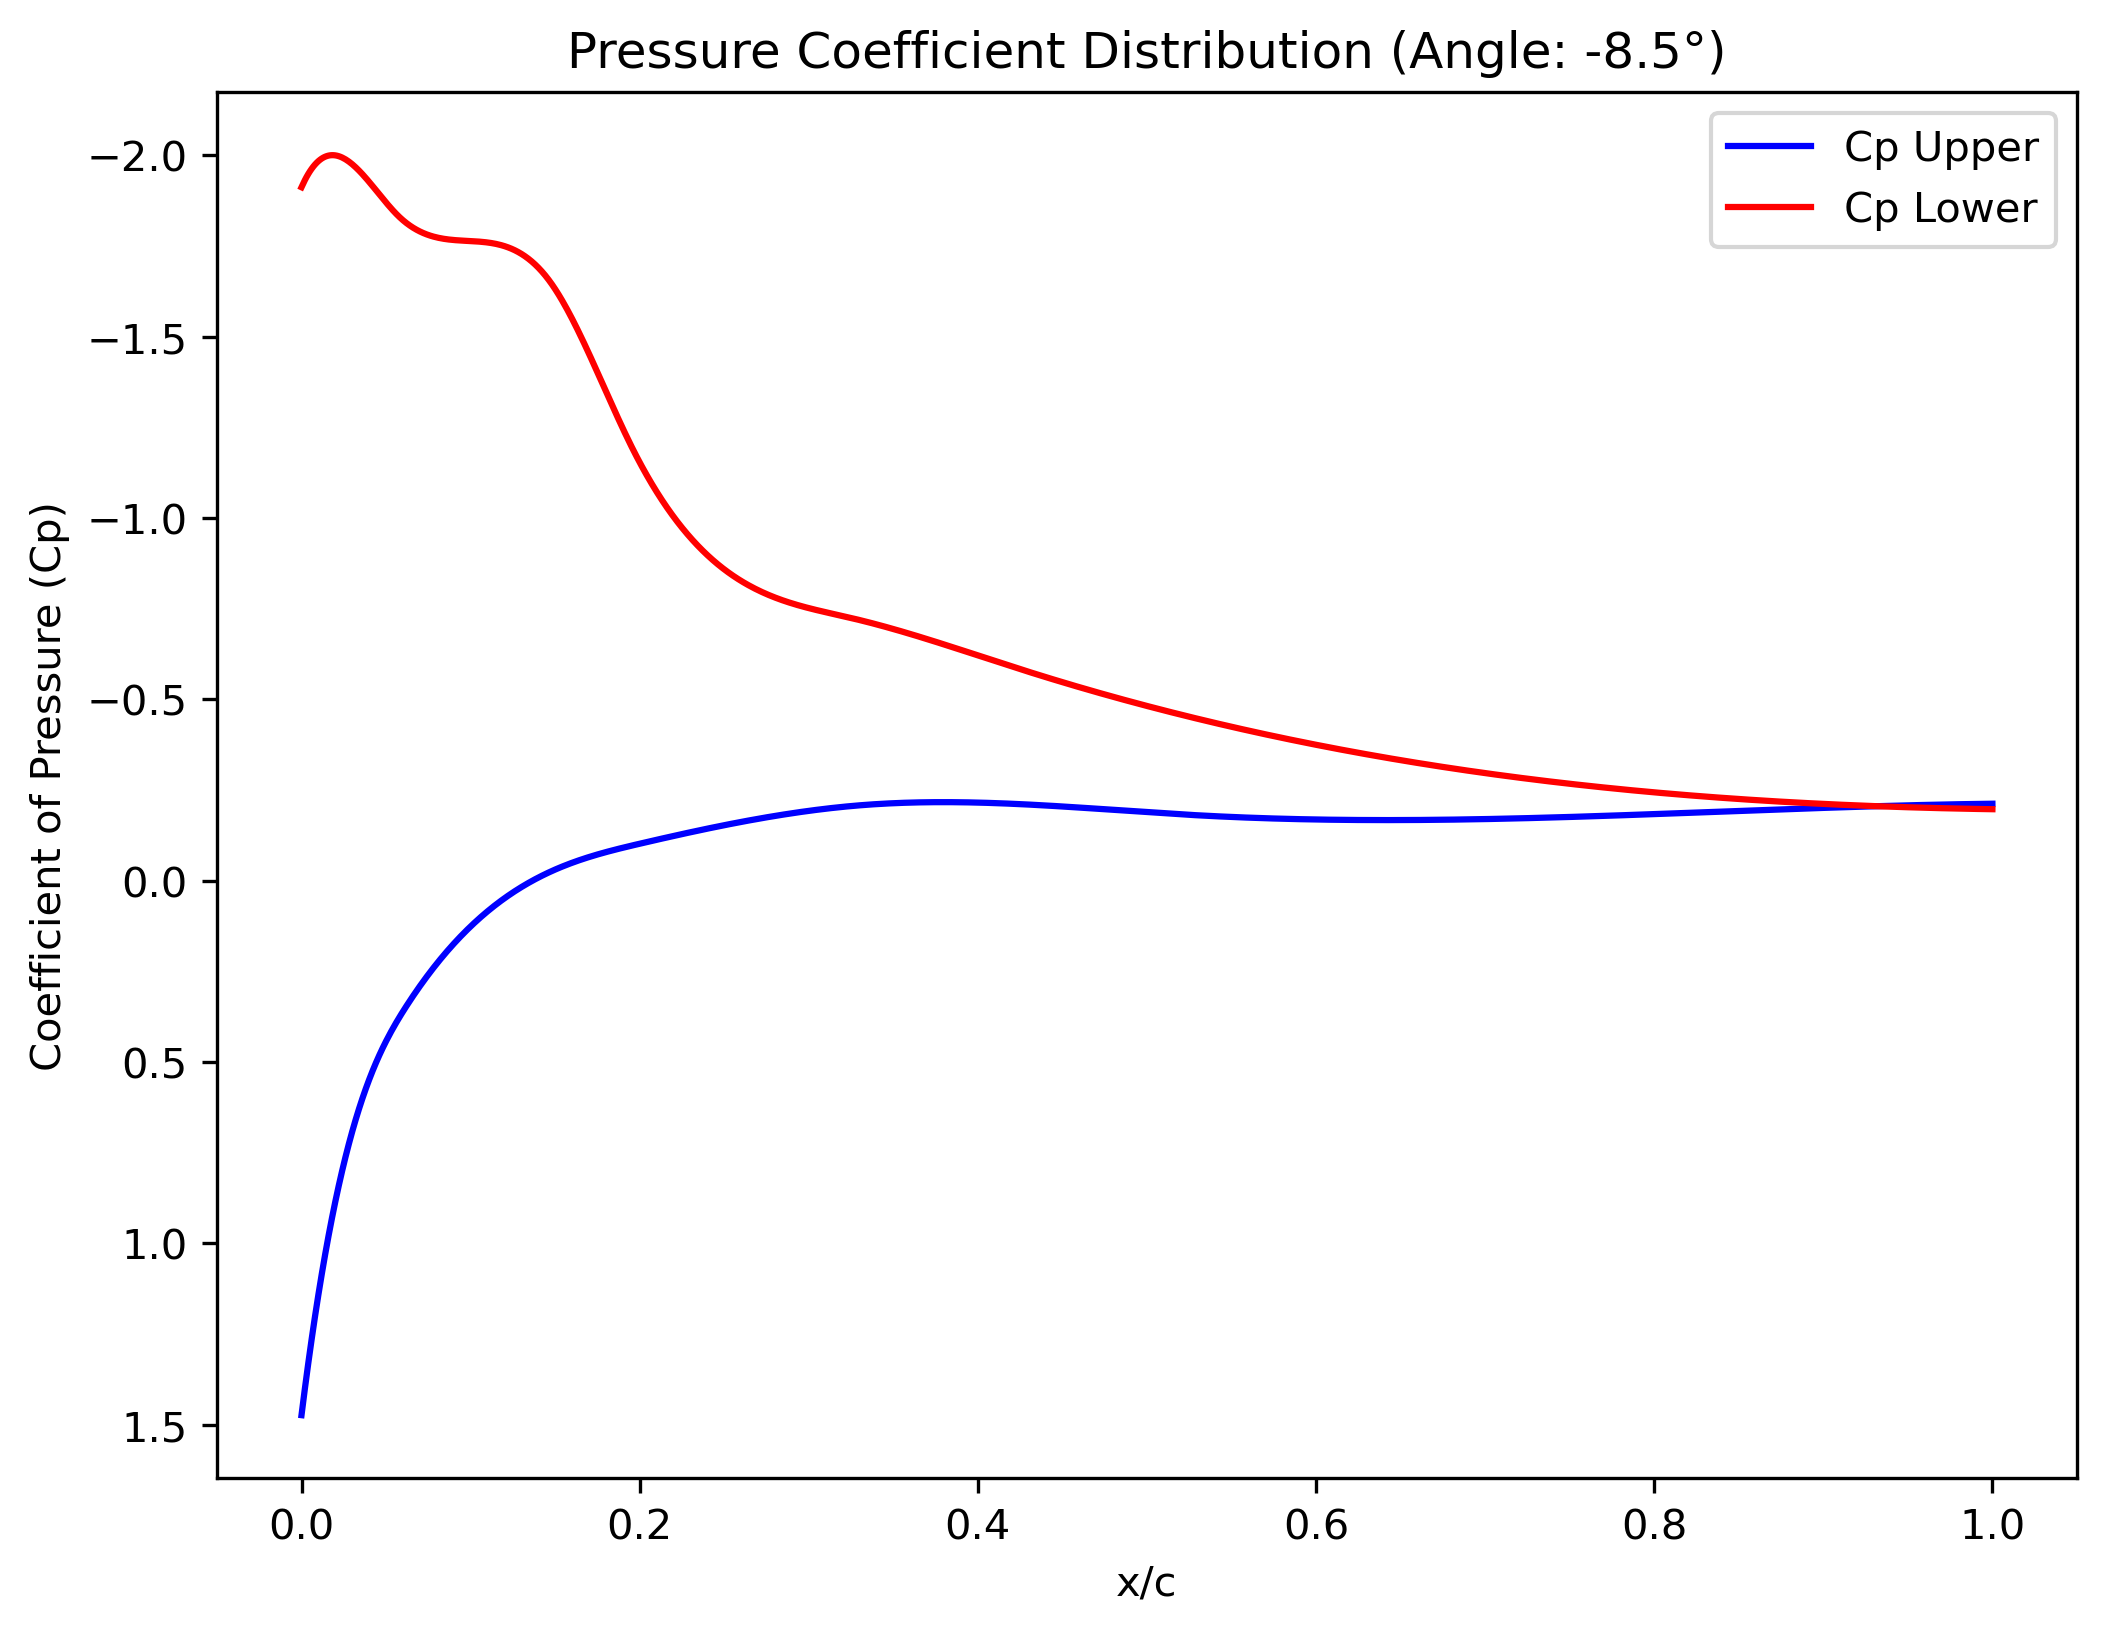 Pressure Coefficient Distribution (Angle: -8.5°)
Cp Upper
Cp Lower
Coefficient of Pressure (Cp)
−2.0
−1.5
−1.0
−0.5
0.0
0.5
1.0
1.5
0.0 0.2 0.4 0.6 0.8 1.0
x/c